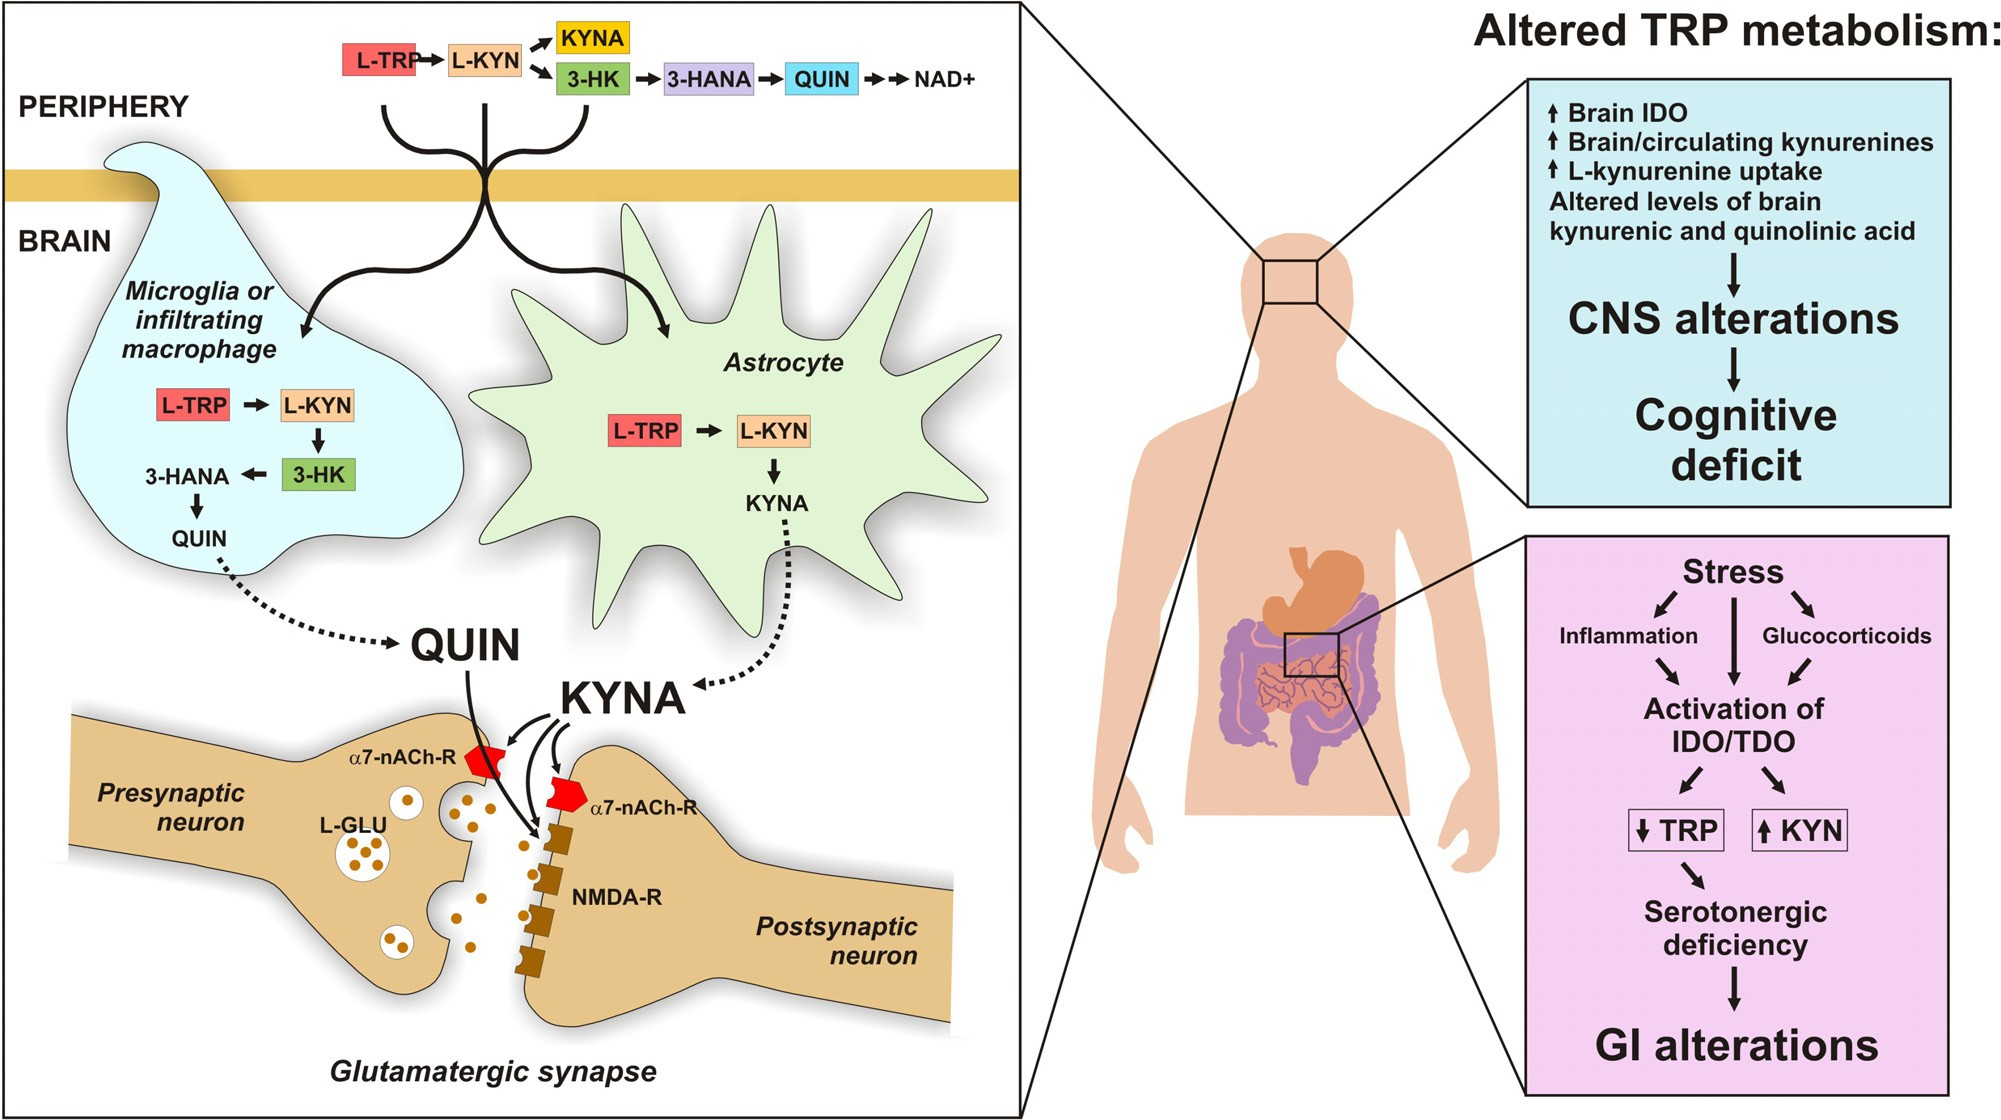 Altered TRP metabolism:
L-TRP
L-KYN
KYNA
3-HK
3-HANA
QUIN
NAD+
PERIPHERY
BRAIN
Microglia or
infiltrating
macrophage
L-TRP
L-KYN
3-HANA
3-HK
QUIN
Astrocyte
L-TRP
L-KYN
KYNA
QUIN
KYNA
α7-nACh-R
α7-nACh-R
Presynaptic
neuron
L-GLU
NMDA-R
Postsynaptic
neuron
Glutamatergic synapse
Brain IDO
Brain/circulating kynurenines
L-kynurenine uptake
Altered levels of brain
kynurenic and quinolinic acid
CNS alterations
Cognitive
deficit
Stress
Inflammation
Glucocorticoids
Activation of
IDO/TDO
TRP
KYN
Serotonergic
deficiency
GI alterations